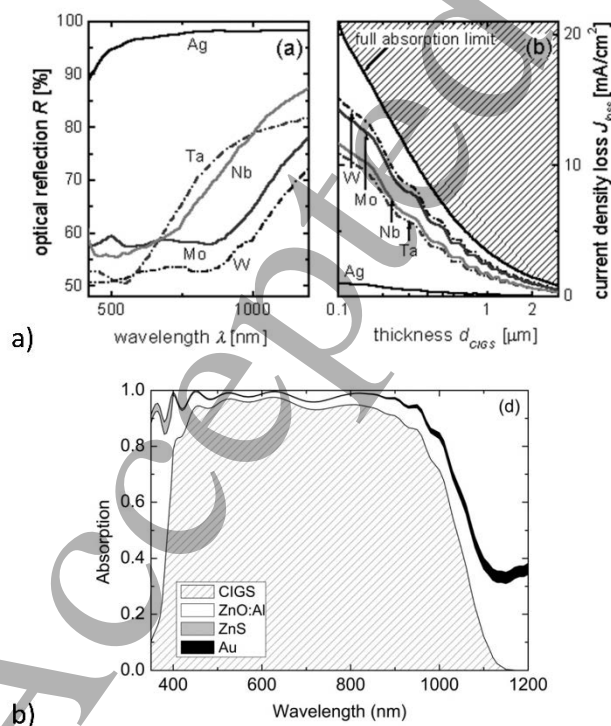 Accepted
(a)
Ag
Ta
Nb
Mo
W
100
90
80
70
60
50
optical reflection R [%]
500
1000
wavelength λ [nm]
(b)
full absorption limit
W
Mo
Nb
Ta
Ag
20
10
0
current density loss J_loss [mA/cm²]
0.1
1
2
thickness d_CIGS [μm]
a)
(d)
1.0
0.8
0.6
0.4
0.2
0.0
Absorption
CIGS
ZnO:Al
ZnS
Au
400
600
800
1000
1200
Wavelength (nm)
b)